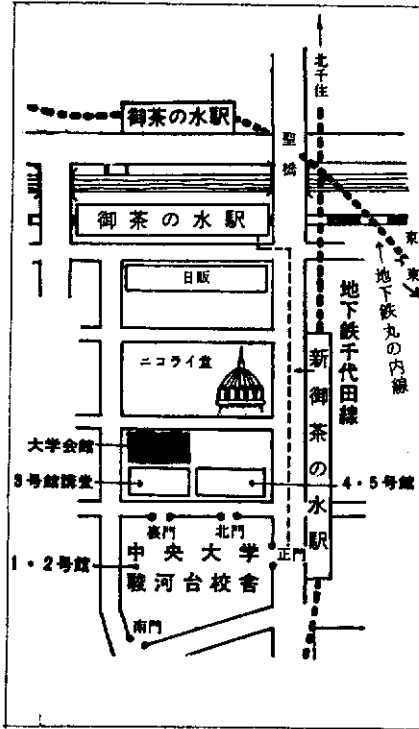 北千住
御茶の水駅
聖橋
御茶の水駅
東
東
日販
地下鉄丸の内線
地下鉄千代田線
ニコライ堂
新御茶の水駅
大学会館
3号館講堂
4・5号館
裏門
北門
中央大学
正門
1・2号館
駿河台校舎
南門